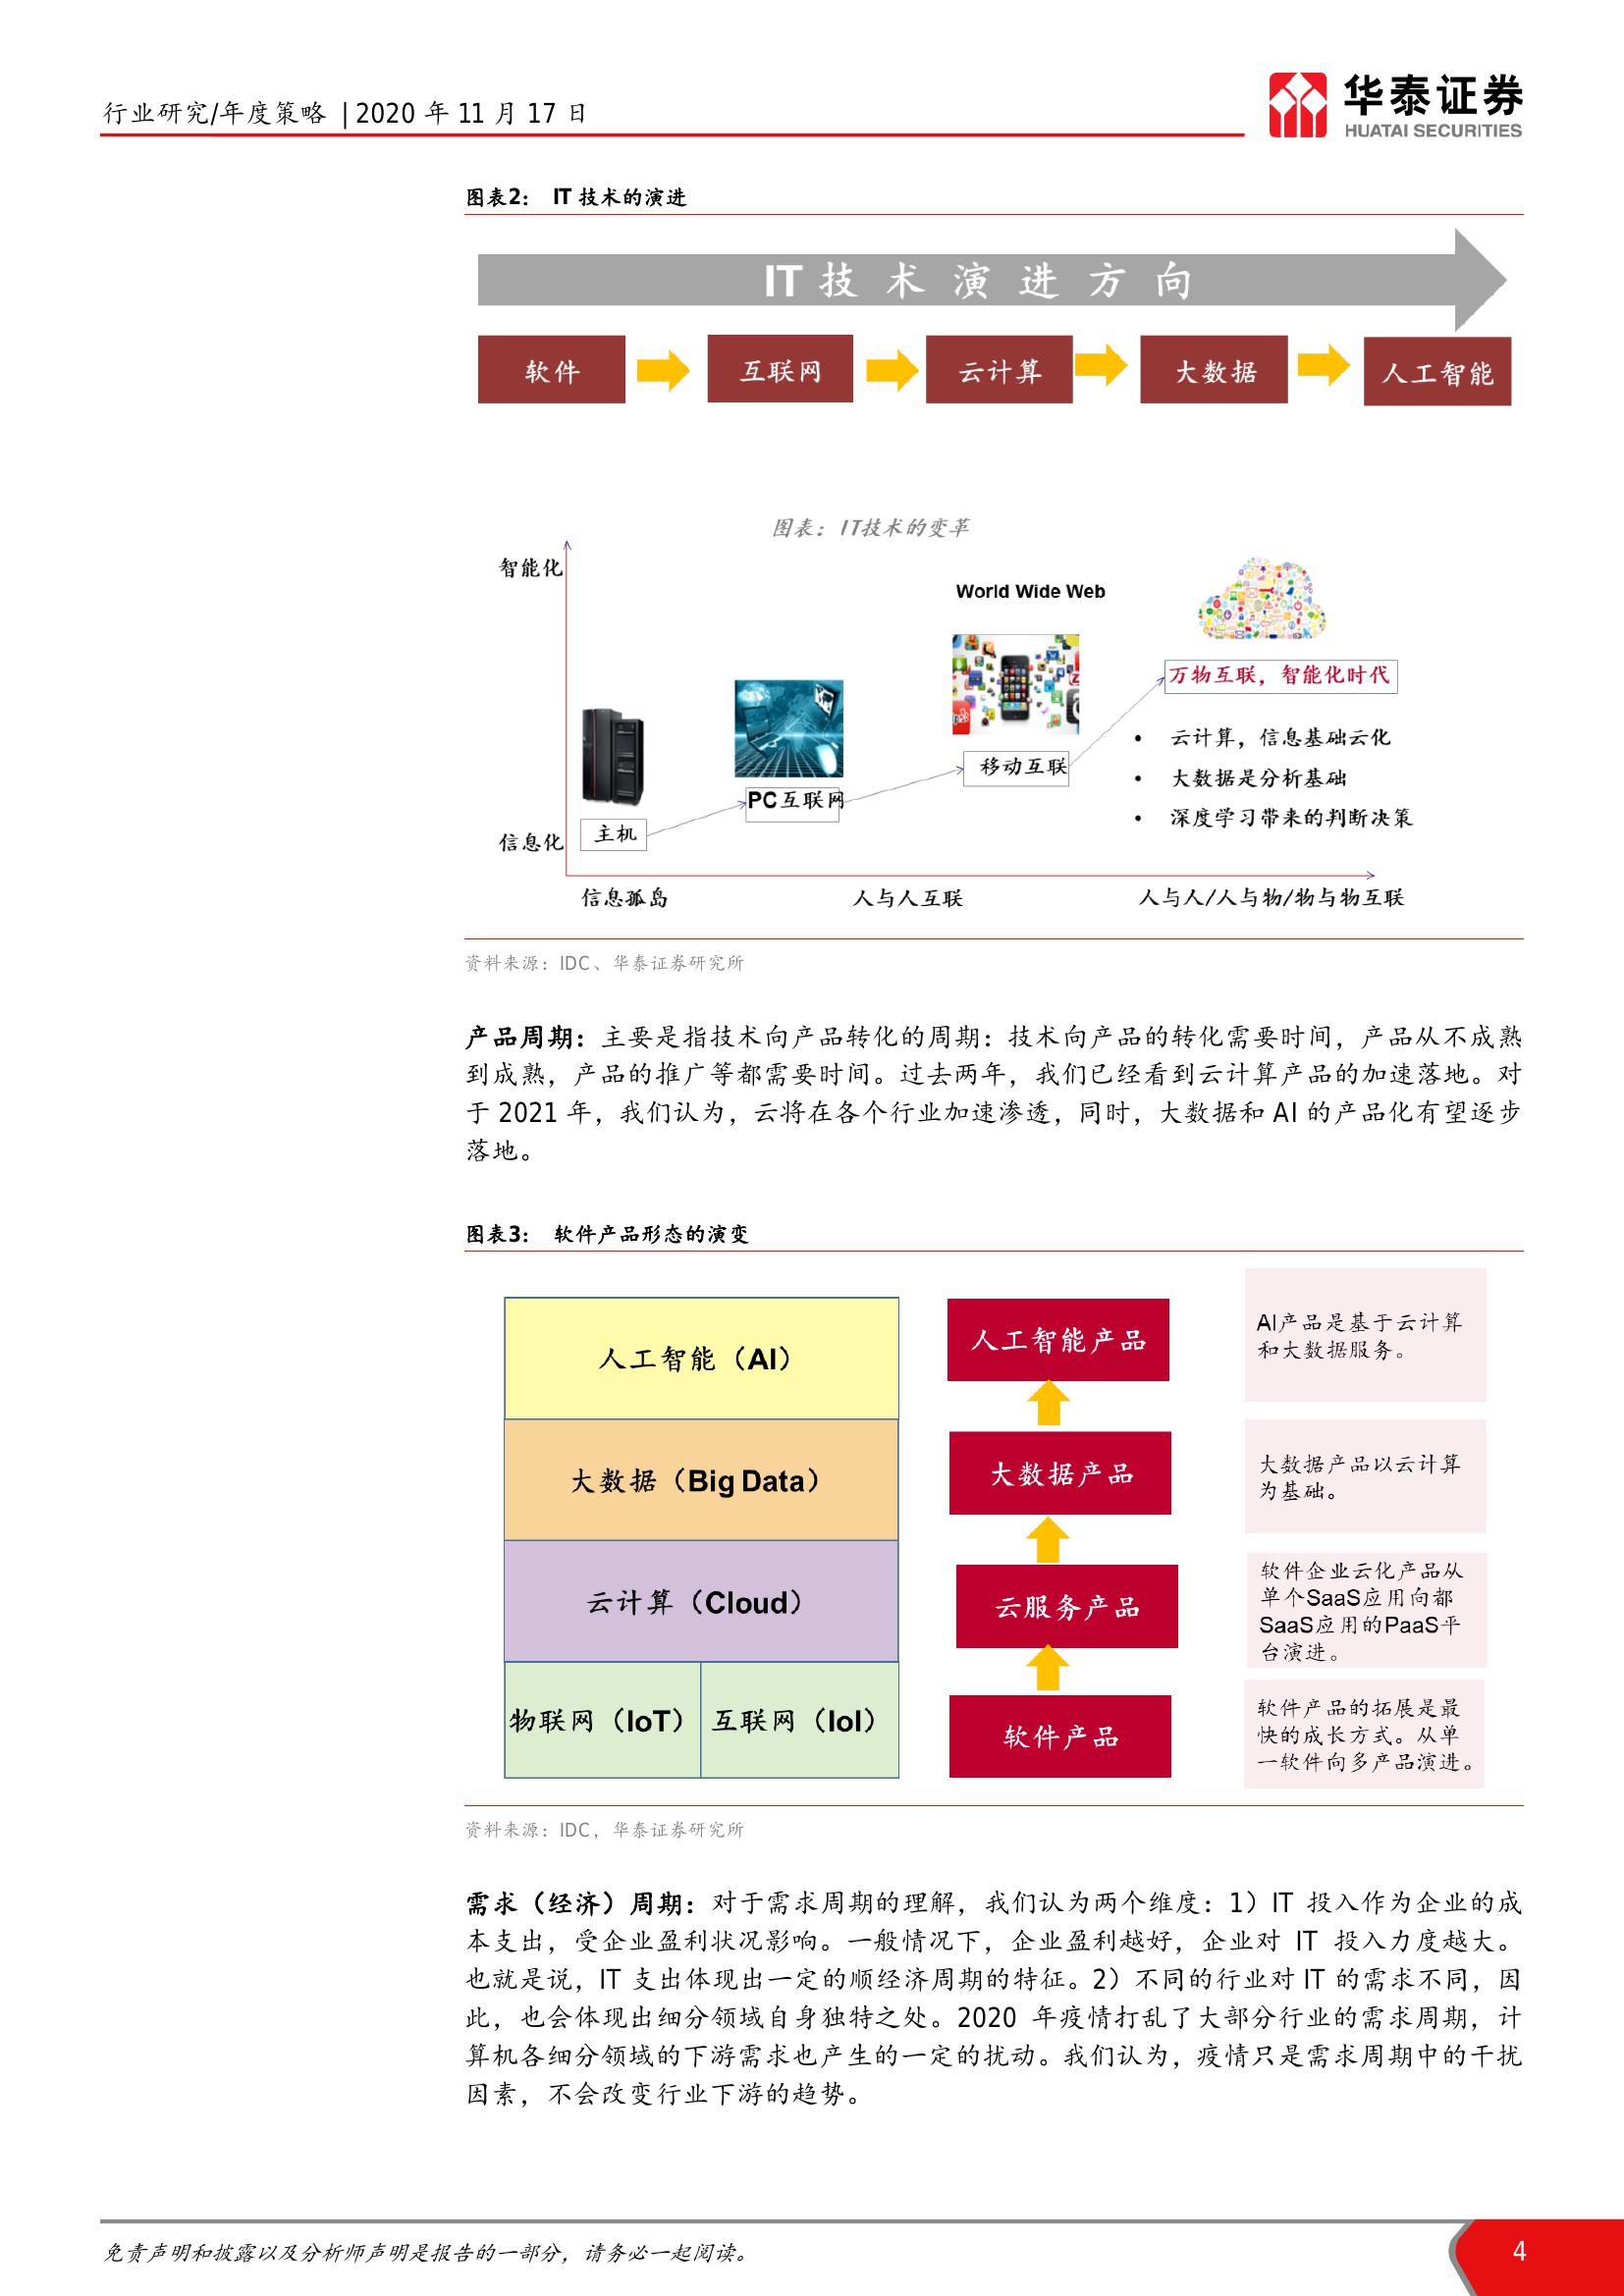 行业研究/年度策略 | 2020 年 11 月 17 日
华泰证券
HUATAI SECURITIES
图表2： IT 技术的演进
IT 技 术 演 进 方 向
软件
互联网
云计算
大数据
人工智能
图表：IT技术的变革
智能化
World Wide Web
万物互联，智能化时代
• 云计算，信息基础云化
移动互联
• 大数据是分析基础
PC互联网
• 深度学习带来的判断决策
主机
信息化
信息孤岛
人与人互联
人与人/人与物/物与物互联
资料来源：IDC、华泰证券研究所
产品周期：主要是指技术向产品转化的周期：技术向产品的转化需要时间，产品从不成熟
到成熟，产品的推广等都需要时间。过去两年，我们已经看到云计算产品的加速落地。对
于 2021 年，我们认为，云将在各个行业加速渗透，同时，大数据和 AI 的产品化有望逐步
落地。
图表3： 软件产品形态的演变
人工智能（AI）
人工智能产品
AI产品是基于云计算
和大数据服务。
大数据（Big Data）
大数据产品
大数据产品以云计算
为基础。
云计算（Cloud）
云服务产品
软件企业云化产品从
单个SaaS应用向都
SaaS应用的PaaS平
台演进。
物联网（IoT）
互联网（IoI）
软件产品
软件产品的拓展是最
快的成长方式。从单
一软件向多产品演进。
资料来源：IDC，华泰证券研究所
需求（经济）周期：对于需求周期的理解，我们认为两个维度：1）IT 投入作为企业的成
本支出，受企业盈利状况影响。一般情况下，企业盈利越好，企业对 IT 投入力度越大。
也就是说，IT 支出体现出一定的顺经济周期的特征。2）不同的行业对 IT 的需求不同，因
此，也会体现出细分领域自身独特之处。2020 年疫情打乱了大部分行业的需求周期，计
算机各细分领域的下游需求也产生的一定的扰动。我们认为，疫情只是需求周期中的干扰
因素，不会改变行业下游的趋势。
免责声明和披露以及分析师声明是报告的一部分，请务必一起阅读。
4